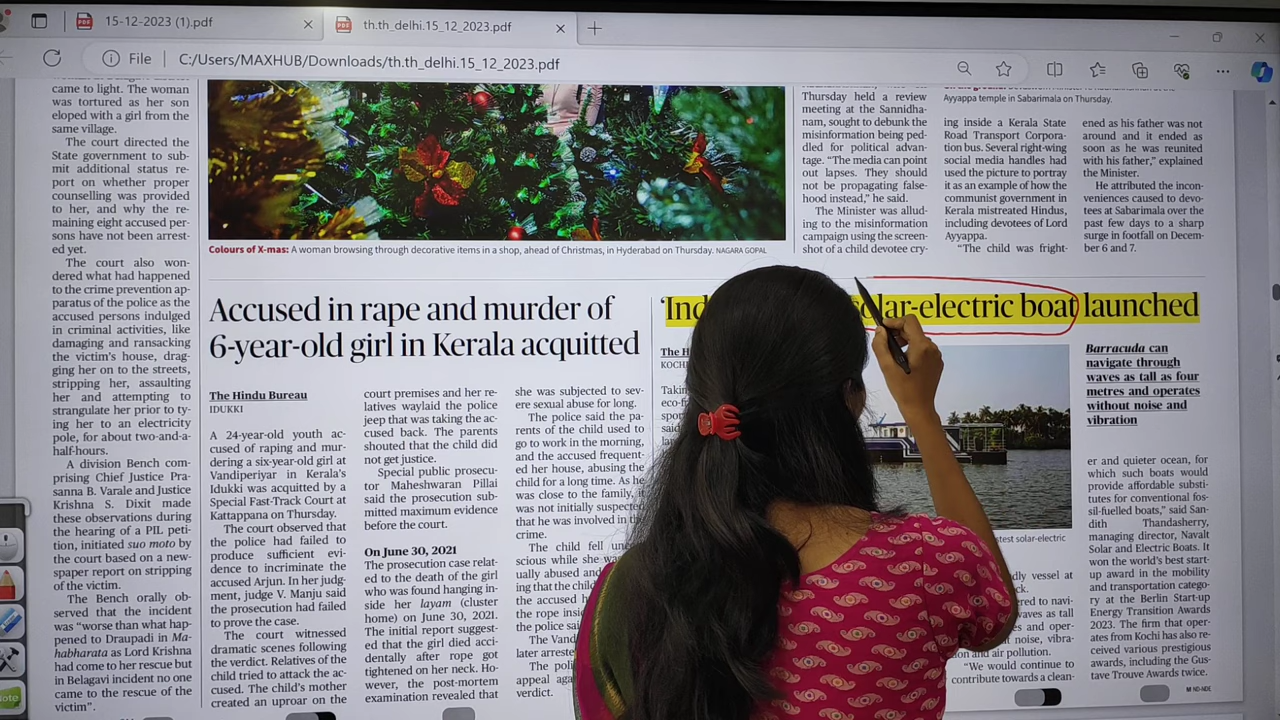 15-12-2023 (1).pdf
th.th_delhi.15_12_2023.pdf
File
C:/Users/MAXHUB/Downloads/th.th_delhi.15_12_2023.pdf
came to light. The woman
was tortured as her son
eloped with a girl from the
same village.
The court directed the
State government to sub-
mit additional status re-
port on whether proper
counselling was provided
to her, and why the re-
maining eight accused per-
sons have not been arrest-
ed yet.
The court also won-
dered what had happened
to the crime prevention ap-
paratus of the police as the
accused persons indulged
in criminal activities, like
damaging and ransacking
the victim's house, drag-
ging her on to the streets,
stripping her, assaulting
her and attempting to
strangulate her prior to ty-
ing her to an electricity
pole, for about two-and-a-
half-hours.
A division Bench com-
prising Chief Justice Pra-
sanna B. Varale and Justice
Krishna S. Dixit made
these observations during
the hearing of a PIL peti-
tion, initiated suo moto by
the court based on a new-
spaper report on stripping
of the victim.
The Bench orally ob-
served that the incident
was "worse than what hap-
pened to Draupadi in Ma-
habharata as Lord Krishna
had come to her rescue but
in Belagavi incident no one
came to the rescue of the
victim".
Colours of X-mas: A woman browsing through decorative items in a shop, ahead of Christmas, in Hyderabad on Thursday. NAGARA GOPAL
Thursday held a review
meeting at the Sannidha-
nam, sought to debunk the
misinformation being ped-
dled for political advan-
tage. "The media can point
out lapses. They should
not be propagating false-
hood instead," he said.
The Minister was allud-
ing to the misinformation
campaign using the screen-
shot of a child devotee cry-
Ayyappa temple in Sabarimala on Thursday.
ing inside a Kerala State
Road Transport Corpora-
tion bus. Several right-wing
social media handles had
used the picture to portray
it as an example of how the
communist government in
Kerala mistreated Hindus,
including devotees of Lord
Ayyappa.
"The child was fright-
ened as his father was not
around and it ended as
soon as he was reunited
with his father," explained
the Minister.
He attributed the incon-
veniences caused to devo-
tees at Sabarimala over the
past few days to a sharp
surge in footfall on Decem-
ber 6 and 7.
Accused in rape and murder of
6-year-old girl in Kerala acquitted
The Hindu Bureau
IDUKKI
A 24-year-old youth ac-
cused of raping and mur-
dering a six-year-old girl at
Vandiperiyar in Kerala's
Idukki was acquitted by a
Special Fast-Track Court at
Kattappana on Thursday.
The court observed that
the police had failed to
produce sufficient evi-
dence to incriminate the
accused Arjun. In her judg-
ment, judge V. Manju said
the prosecution had failed
to prove the case.
The court witnessed
dramatic scenes following
the verdict. Relatives of the
child tried to attack the ac-
cused. The child's mother
created an uproar on the
court premises and her re-
latives waylaid the police
jeep that was taking the ac-
cused back. The parents
shouted that the child did
not get justice.
Special public prosecu-
tor Maheshwaran Pillai
said the prosecution sub-
mitted maximum evidence
before the court.
On June 30, 2021
The prosecution case relat-
ed to the death of the girl
who was found hanging in-
side her layam (cluster
home) on June 30, 2021.
The initial report suggest-
ed that the girl died acci-
dentally after rope got
tightened on her neck. Ho-
wever, the post-mortem
examination revealed that
she was subjected to sev-
ere sexual abuse for long.
The police said the pa-
rents of the child used to
go to work in the morning,
and the accused frequent-
ed her house, abusing the
child for a long time. As he
was close to the family, it
was not initially suspected
that he was involved in the
crime.
The child fell
scious while she
ually abused and
ing that the child
the accused
the rope
the police
The
later
The
appeal
verdict.
solar-electric boat launched
The
Barracuda can
navigate through
waves as tall as four
metres and operates
without noise and
vibration
solar-electric
vessel at
to navi-
waves as tall
and oper-
noise, vibra-
tion and air pollution.
"We would continue to
contribute towards a clean-
er and quieter ocean, for
which such boats would
provide affordable substi-
tutes for conventional fos-
sil-fuelled boats," said San-
dith Thandasherry,
managing director, Navalt
Solar and Electric Boats. It
won the world's best start-
up award in the mobility
and transportation catego-
ry at the Berlin Start-up
Energy Transition Awards
2023. The firm that oper-
ates from Kochi has also re-
ceived various prestigious
awards, including the Gus-
tave Trouve Awards twice.